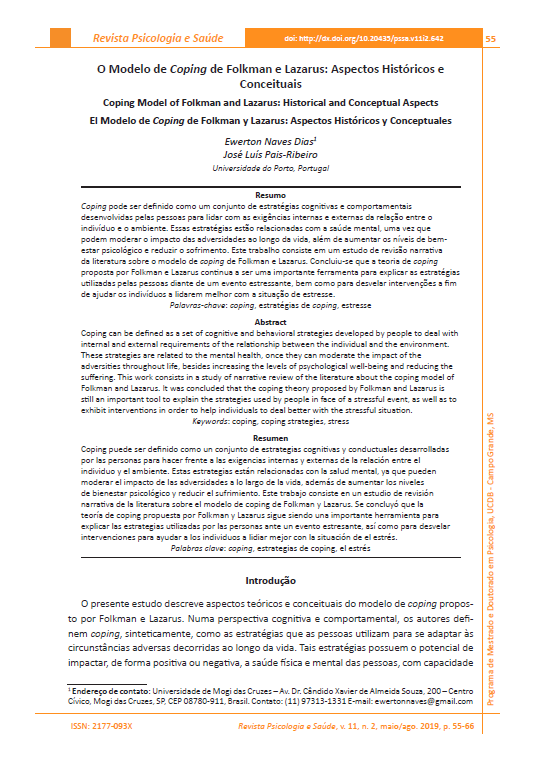 Revista Psicologia e Saúde
doi: http://dx.doi.org/10.20435/pssa.v11i2.642
55
O Modelo de Coping de Folkman e Lazarus: Aspectos Históricos e
Conceituais
Coping Model of Folkman and Lazarus: Historical and Conceptual Aspects
El Modelo de Coping de Folkman y Lazarus: Aspectos Históricos y Conceptuales
Ewerton Naves Dias¹
José Luís Pais-Ribeiro
Universidade do Porto, Portugal
Resumo
Coping pode ser definido como um conjunto de estratégias cognitivas e comportamentais
desenvolvidas pelas pessoas para lidar com as exigências internas e externas da relação entre o
indivíduo e o ambiente. Essas estratégias estão relacionadas com a saúde mental, uma vez que
podem moderar o impacto das adversidades ao longo da vida, além de aumentar os níveis de bem-
estar psicológico e reduzir o sofrimento. Este trabalho consiste em um estudo de revisão narrativa
da literatura sobre o modelo de coping de Folkman e Lazarus. Concluiu-se que a teoria de coping
proposta por Folkman e Lazarus continua a ser uma importante ferramenta para explicar as estratégias
utilizadas pelas pessoas diante de um evento estressante, bem como para desvelar intervenções a fim
de ajudar os indivíduos a lidarem melhor com a situação de estresse.
Palavras-chave: coping, estratégias de coping, estresse
Abstract
Coping can be defined as a set of cognitive and behavioral strategies developed by people to deal with
internal and external requirements of the relationship between the individual and the environment.
These strategies are related to the mental health, once they can moderate the impact of the
adversities throughout life, besides increasing the levels of psychological well-being and reducing the
suffering. This work consists in a study of narrative review of the literature about the coping model of
Folkman and Lazarus. It was concluded that the coping theory proposed by Folkman and Lazarus is
still an important tool to explain the strategies used by people in face of a stressful event, as well as to
exhibit interventions in order to help individuals to deal better with the stressful situation.
Keywords: coping, coping strategies, stress
Resumen
Coping puede ser definido como un conjunto de estrategias cognitivas y conductuales desarrolladas
por las personas para hacer frente a las exigencias internas y externas de la relación entre el
individuo y el ambiente. Estas estrategias están relacionadas con la salud mental, ya que pueden
moderar el impacto de las adversidades a lo largo de la vida, además de aumentar los niveles
de bienestar psicológico y reducir el sufrimiento. Este trabajo consiste en un estudio de revisión
narrativa de la literatura sobre el modelo de coping de Folkman y Lazarus. Se concluyó que la
teoría de coping propuesta por Folkman y Lazarus sigue siendo una importante herramienta para
explicar las estrategias utilizadas por las personas ante un evento estresante, así como para desvelar
intervenciones para ayudar a los individuos a lidiar mejor con la situación de el estrés.
Palabras clave: coping, estrategias de coping, el estrés
Introdução
O presente estudo descreve aspectos teóricos e conceituais do modelo de coping propos-
to por Folkman e Lazarus. Numa perspectiva cognitiva e comportamental, os autores defi-
nem coping, sinteticamente, como as estratégias que as pessoas utilizam para se adaptar às
circunstâncias adversas decorridas ao longo da vida. Tais estratégias possuem o potencial de
impactar, de forma positiva ou negativa, a saúde física e mental das pessoas, com capacidade
¹ Endereço de contato: Universidade de Mogi das Cruzes – Av. Dr. Cândido Xavier de Almeida Souza, 200 – Centro
Cívico, Mogi das Cruzes, SP, CEP 08780-911, Brasil. Contato: (11) 97313-1331 E-mail: ewertonnaves@gmail.com
ISSN: 2177-093X
Revista Psicologia e Saúde, v. 11, n. 2, maio/ago. 2019, p. 55-66
Programa de Mestrado e Doutorado em Psicologia, UCDB - Campo Grande, MS